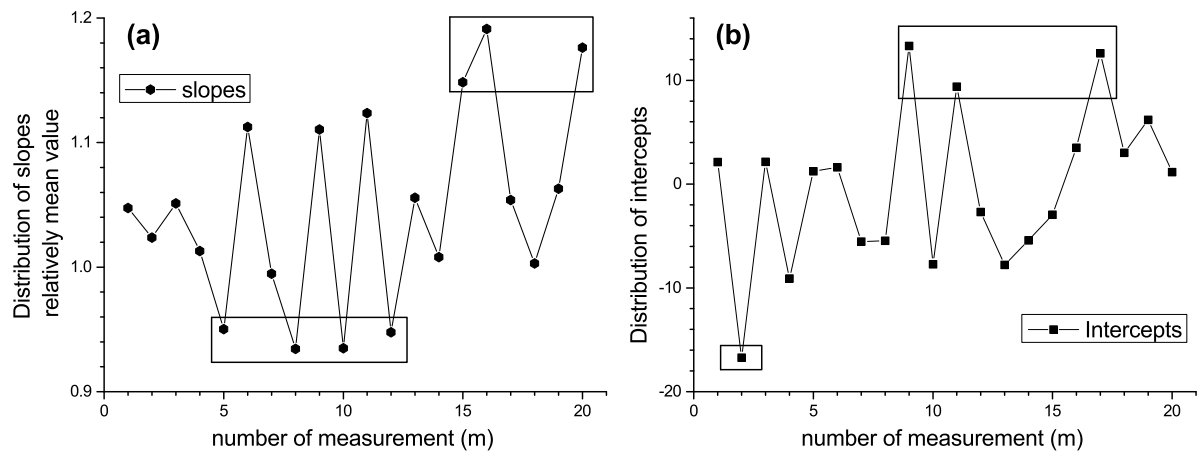 (a)
slopes
Distribution of slopes
relatively mean value
1.2
1.1
1.0
0.9
0 5 10 15 20
number of measurement (m)
(b)
Intercepts
Distribution of intercepts
10
0
-10
-20
0 5 10 15 20
number of measurement (m)